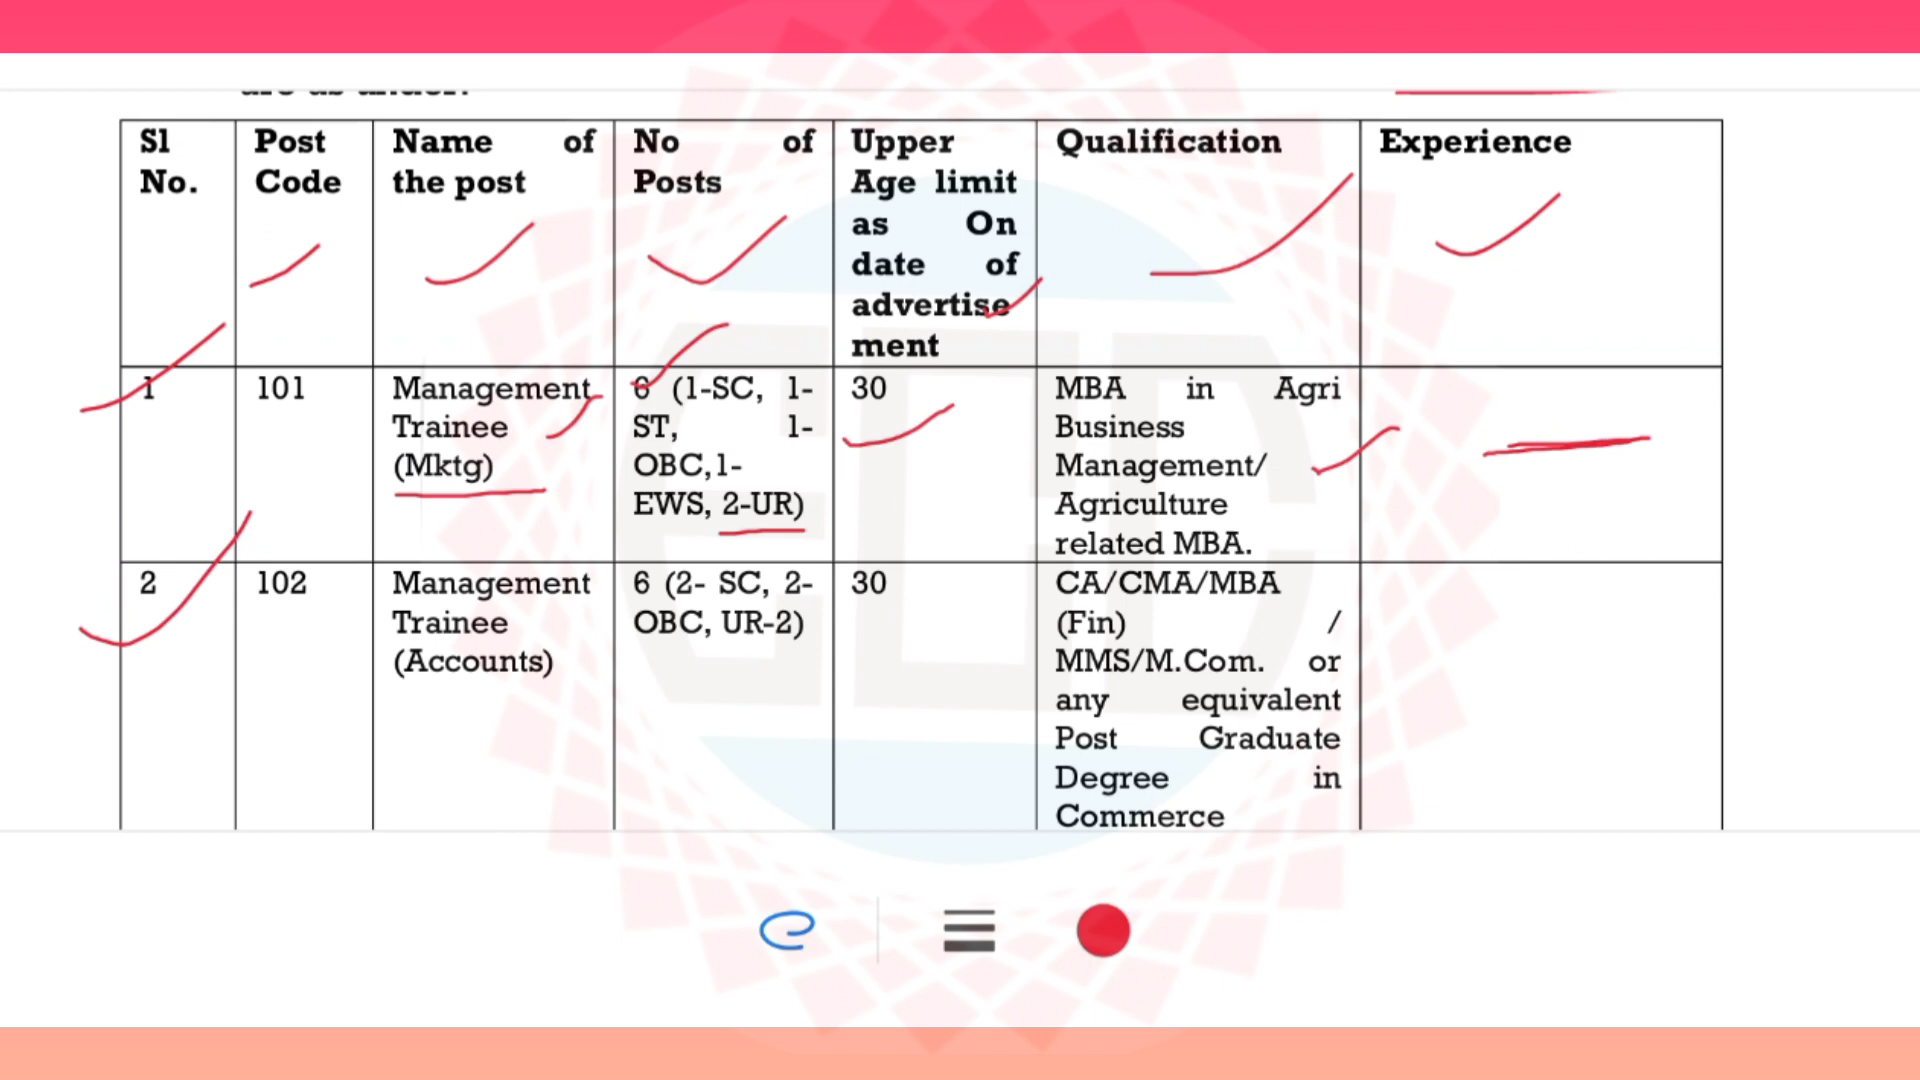 Sl No.
Post Code
Name of the post
No of Posts
Upper Age limit as On date of advertise ment
Qualification
Experience
1
101
Management
Trainee
(Mktg)
6 (1-SC, 1-
ST, 1-
OBC,1-
EWS, 2-UR)
30
MBA in Agri
Business
Management/
Agriculture
related MBA.
2
102
Management
Trainee
(Accounts)
6 (2- SC, 2-
OBC, UR-2)
30
CA/CMA/MBA
(Fin) /
MMS/M.Com. or
any equivalent
Post Graduate
Degree in
Commerce